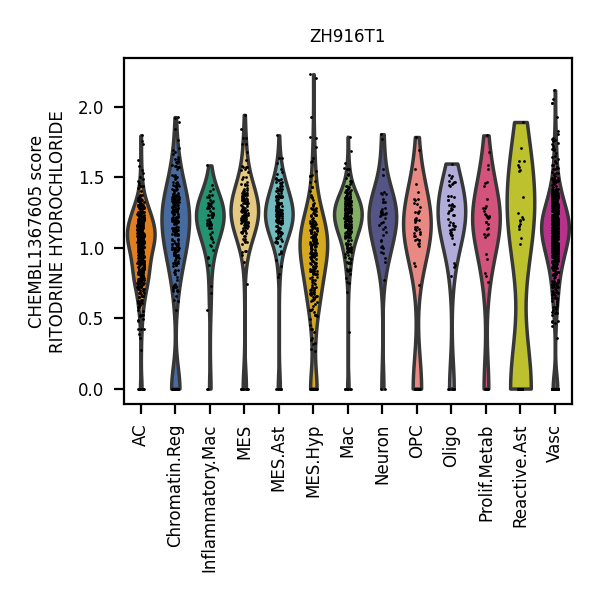 ZH916T1
CHEMBL1367605 score
RITODRINE HYDROCHLORIDE
2.0
1.5
1.0
0.5
0.0
AC
Chromatin.Reg
Inflammatory.Mac
MES
MES.Ast
MES.Hyp
Mac
Neuron
OPC
Oligo
Prolif.Metab
Reactive.Ast
Vasc